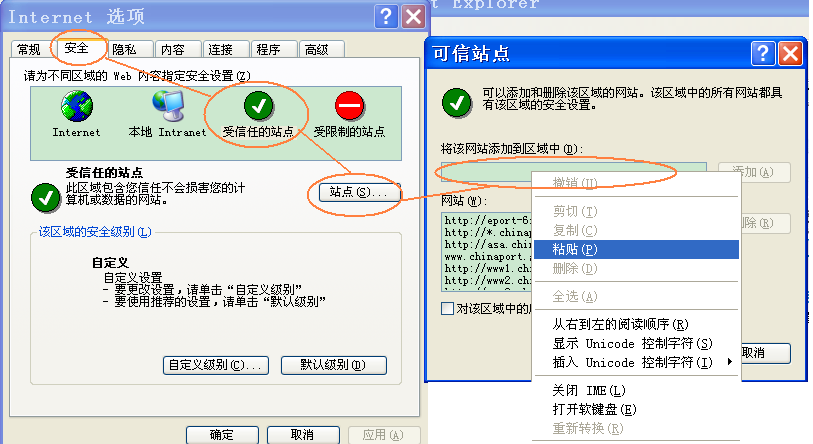 Internet 选项
常规 安全 隐私 内容 连接 程序 高级
请为不同区域的 Web 内容指定安全设置(Z)
Internet 本地 Intranet 受信任的站点 受限制的站点
受信任的站点
此区域包含您信任不会损害您的计
算机或数据的网站。
站点(S)...
该区域的安全级别(L)
自定义
自定义设置
- 要更改设置，请单击“自定义级别”
- 要使用推荐的设置，请单击“默认级别”
自定义级别(C)... 默认级别(D)
确定 取消 应用(A)
t Explorer
可信站点
可以添加和删除该区域的网站。该区域中的所有网站都具
有该区域的安全设置。
将该网站添加到区域中(D):
添加(A)
网站(W):
http://eport-6
http://*.china
http://asa.chi
www.chinaport.
http://www1.ch
http://www2.ch
除(R)
对该区域中的
取消
撤销(U)
剪切(T)
复制(C)
粘贴(P)
删除(D)
全选(A)
从右到左的阅读顺序(R)
显示 Unicode 控制字符(S)
插入 Unicode 控制字符(I)
关闭 IME(L)
打开软键盘(E)
重新转换(R)